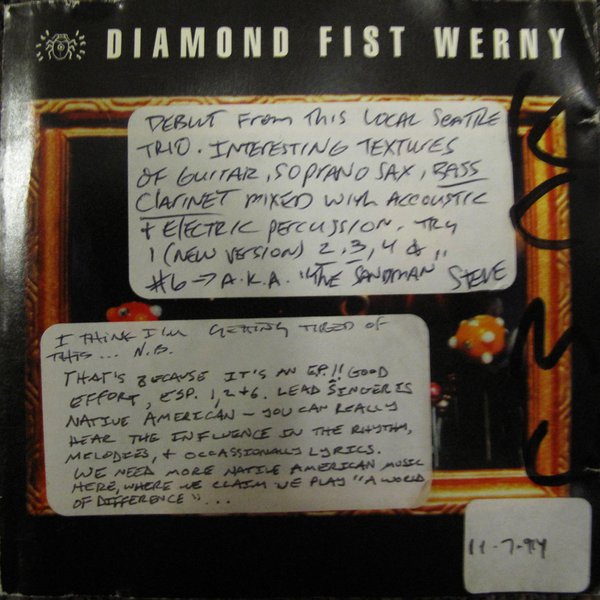 DIAMOND FIST WERNY
DEBUT FROM THIS LOCAL SEATTLE
TRIO. INTERESTING TEXTURES
OF GUITAR, SOPRANO SAX, BASS
CLARINET MIXED WITH ACCOUSTIC
+ ELECTRIC PERCUSSION. TRY
1 (NEW VERSION) 2, 3, 4 &
#6 → A.K.A. "THE SANDMAN" STEVE
I THINK I'M GETTING TIRED OF
THIS... N.B.
THAT'S BECAUSE IT'S AN EP!! GOOD
EFFORT, ESP. 1, 2 + 6. LEAD SINGER IS
NATIVE AMERICAN - YOU CAN REALLY
HEAR THE INFLUENCE IN THE RHYTHM,
MELODIES, + OCCASSIONALLY LYRICS.
WE NEED MORE NATIVE AMERICAN MUSIC
HERE, WHERE WE CLAIM WE PLAY "A WORLD
OF DIFFERENCE"...
11-7-94